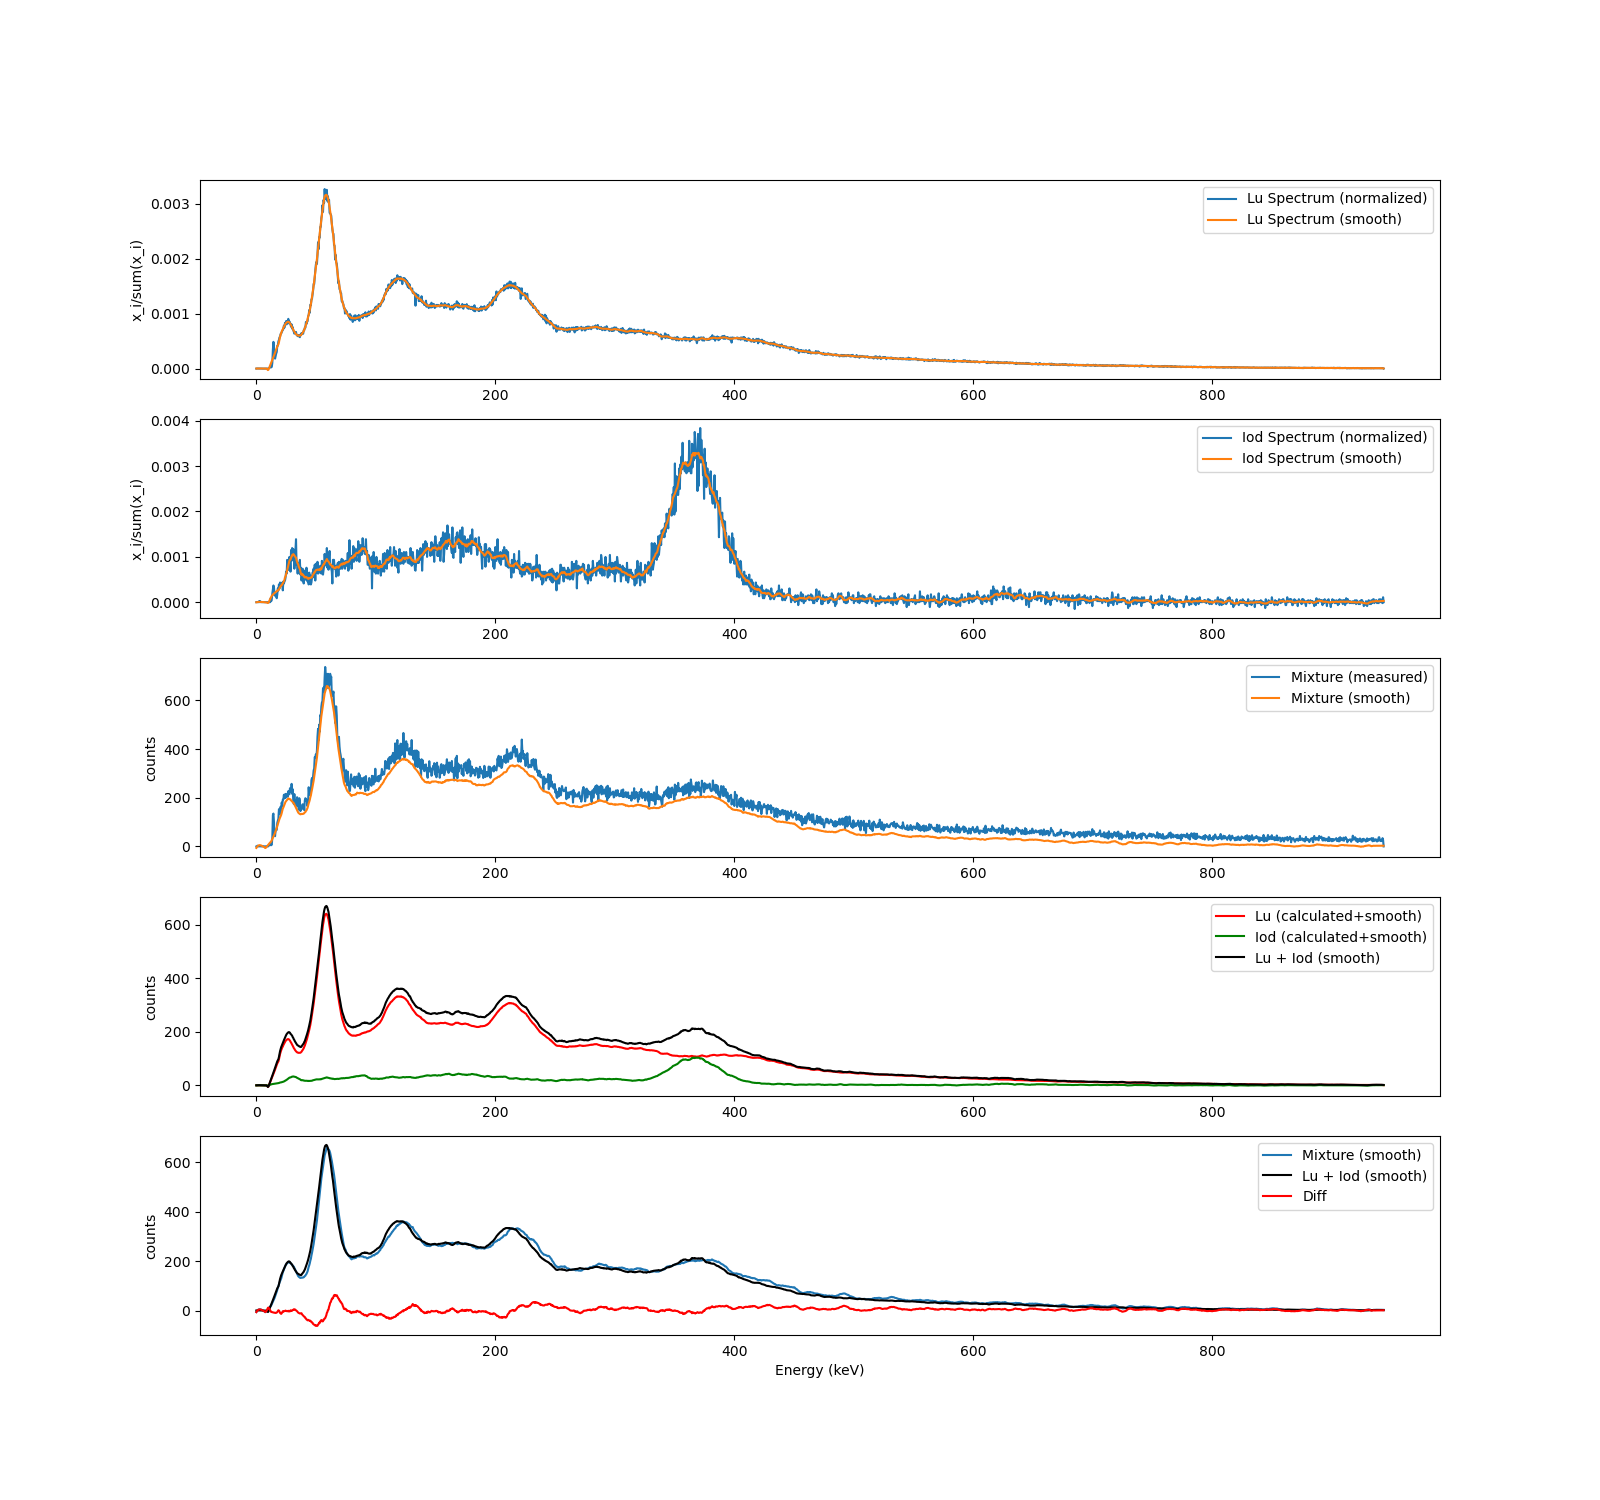 Lu Spectrum (normalized)
Lu Spectrum (smooth)
x_i/sum(x_i)
0.003
0.002
0.001
0.000
0 200 400 600 800
Iod Spectrum (normalized)
Iod Spectrum (smooth)
x_i/sum(x_i)
0.004
0.003
0.002
0.001
0.000
0 200 400 600 800
Mixture (measured)
Mixture (smooth)
counts
600
400
200
0
0 200 400 600 800
Lu (calculated+smooth)
Iod (calculated+smooth)
Lu + Iod (smooth)
counts
600
400
200
0
0 200 400 600 800
Mixture (smooth)
Lu + Iod (smooth)
Diff
counts
600
400
200
0
0 200 400 600 800
Energy (keV)